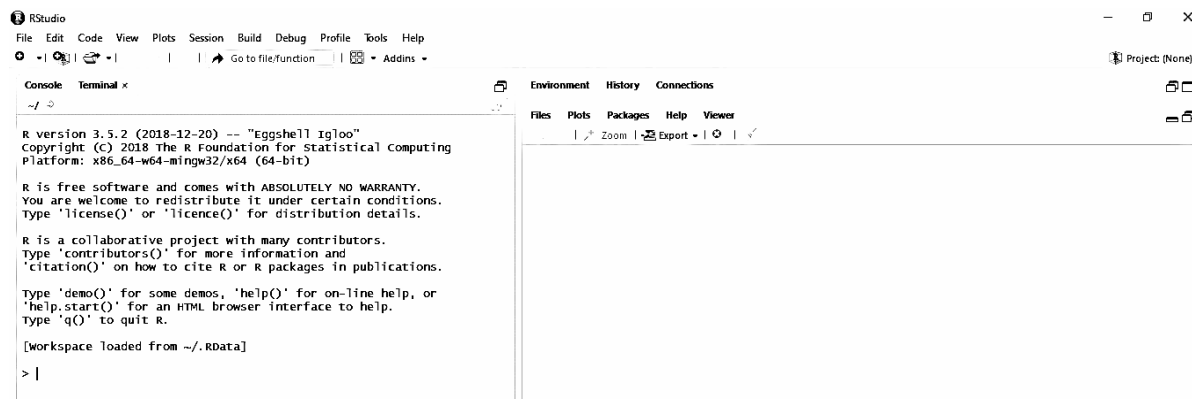 RStudio
File Edit Code View Plots Session Build Debug Profile Tools Help
Go to file/function Addins
Project: (None)
Console Terminal ×
~/
R version 3.5.2 (2018-12-20) -- "Eggshell Igloo"
Copyright (C) 2018 The R Foundation for Statistical Computing
Platform: x86_64-w64-mingw32/x64 (64-bit)
R is free software and comes with ABSOLUTELY NO WARRANTY.
You are welcome to redistribute it under certain conditions.
Type 'license()' or 'licence()' for distribution details.
R is a collaborative project with many contributors.
Type 'contributors()' for more information and
'citation()' on how to cite R or R packages in publications.
Type 'demo()' for some demos, 'help()' for on-line help, or
'help.start()' for an HTML browser interface to help.
Type 'q()' to quit R.
[Workspace loaded from ~/.RData]
>
Environment History Connections
Files Plots Packages Help Viewer
Zoom Export